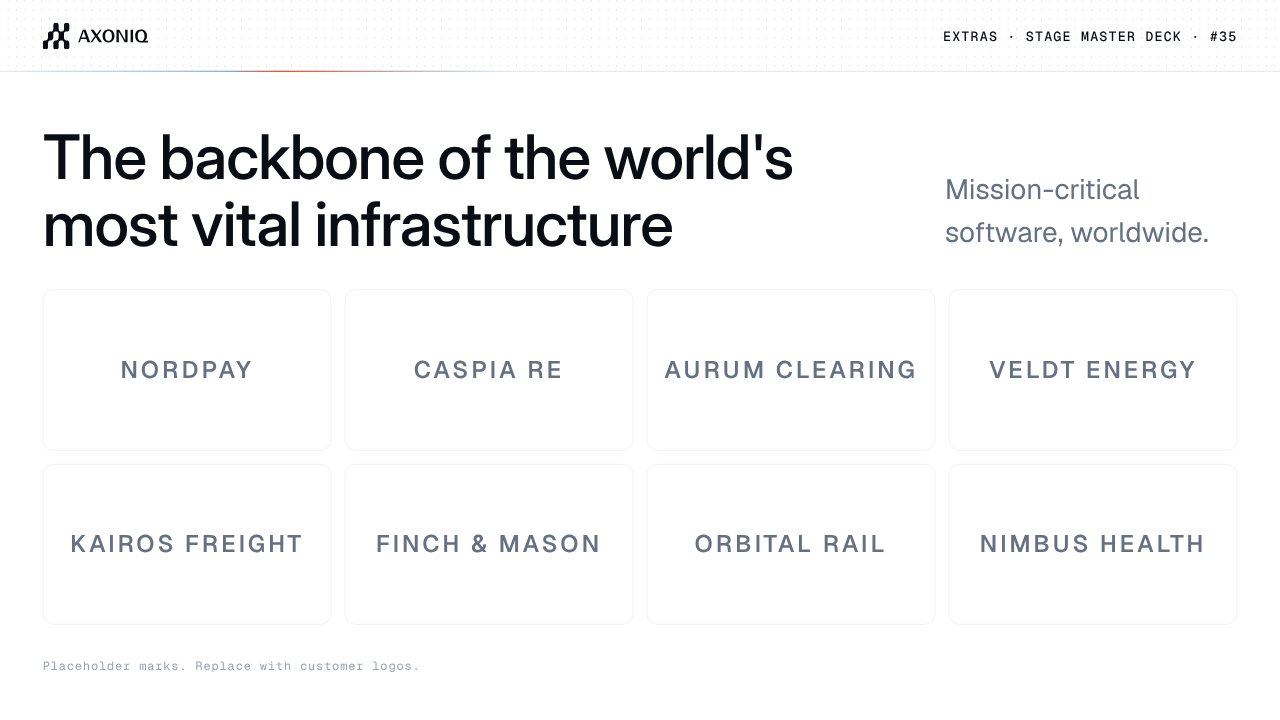 AXONIQ
EXTRAS · STAGE MASTER DECK · #35
The backbone of the world's
most vital infrastructure
Mission-critical
software, worldwide.
NORDPAY
CASPIA RE
AURUM CLEARING
VELDT ENERGY
KAIROS FREIGHT
FINCH & MASON
ORBITAL RAIL
NIMBUS HEALTH
Placeholder marks. Replace with customer logos.